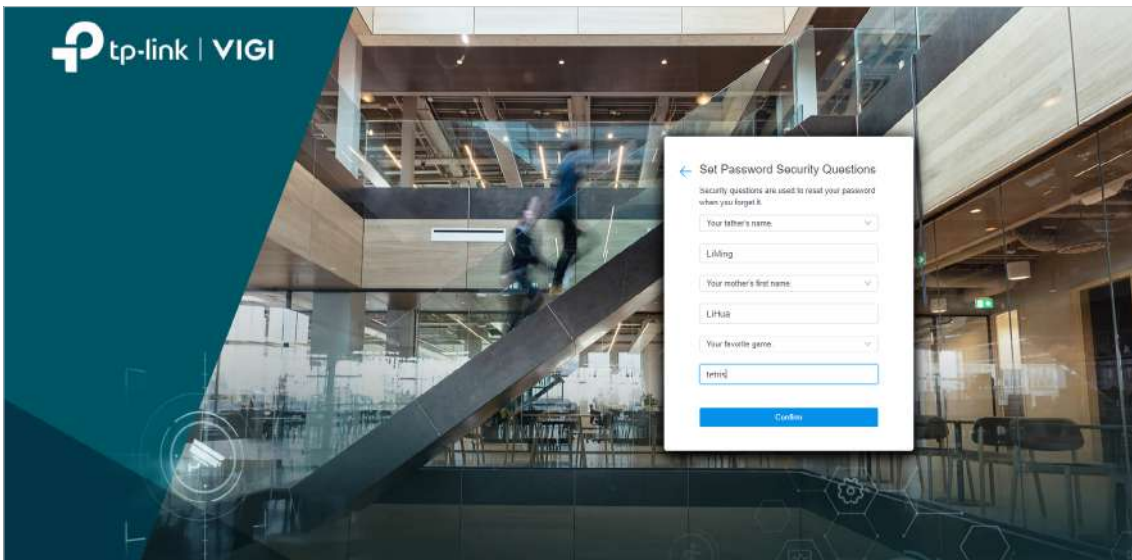 tp-link | VIGI
Set Password Security Questions
Security questions are used to reset your password
when you forget it.
Your father's name.
LiMing
Your mother's first name.
LiHua
Your favorite game.
tetris
Confirm